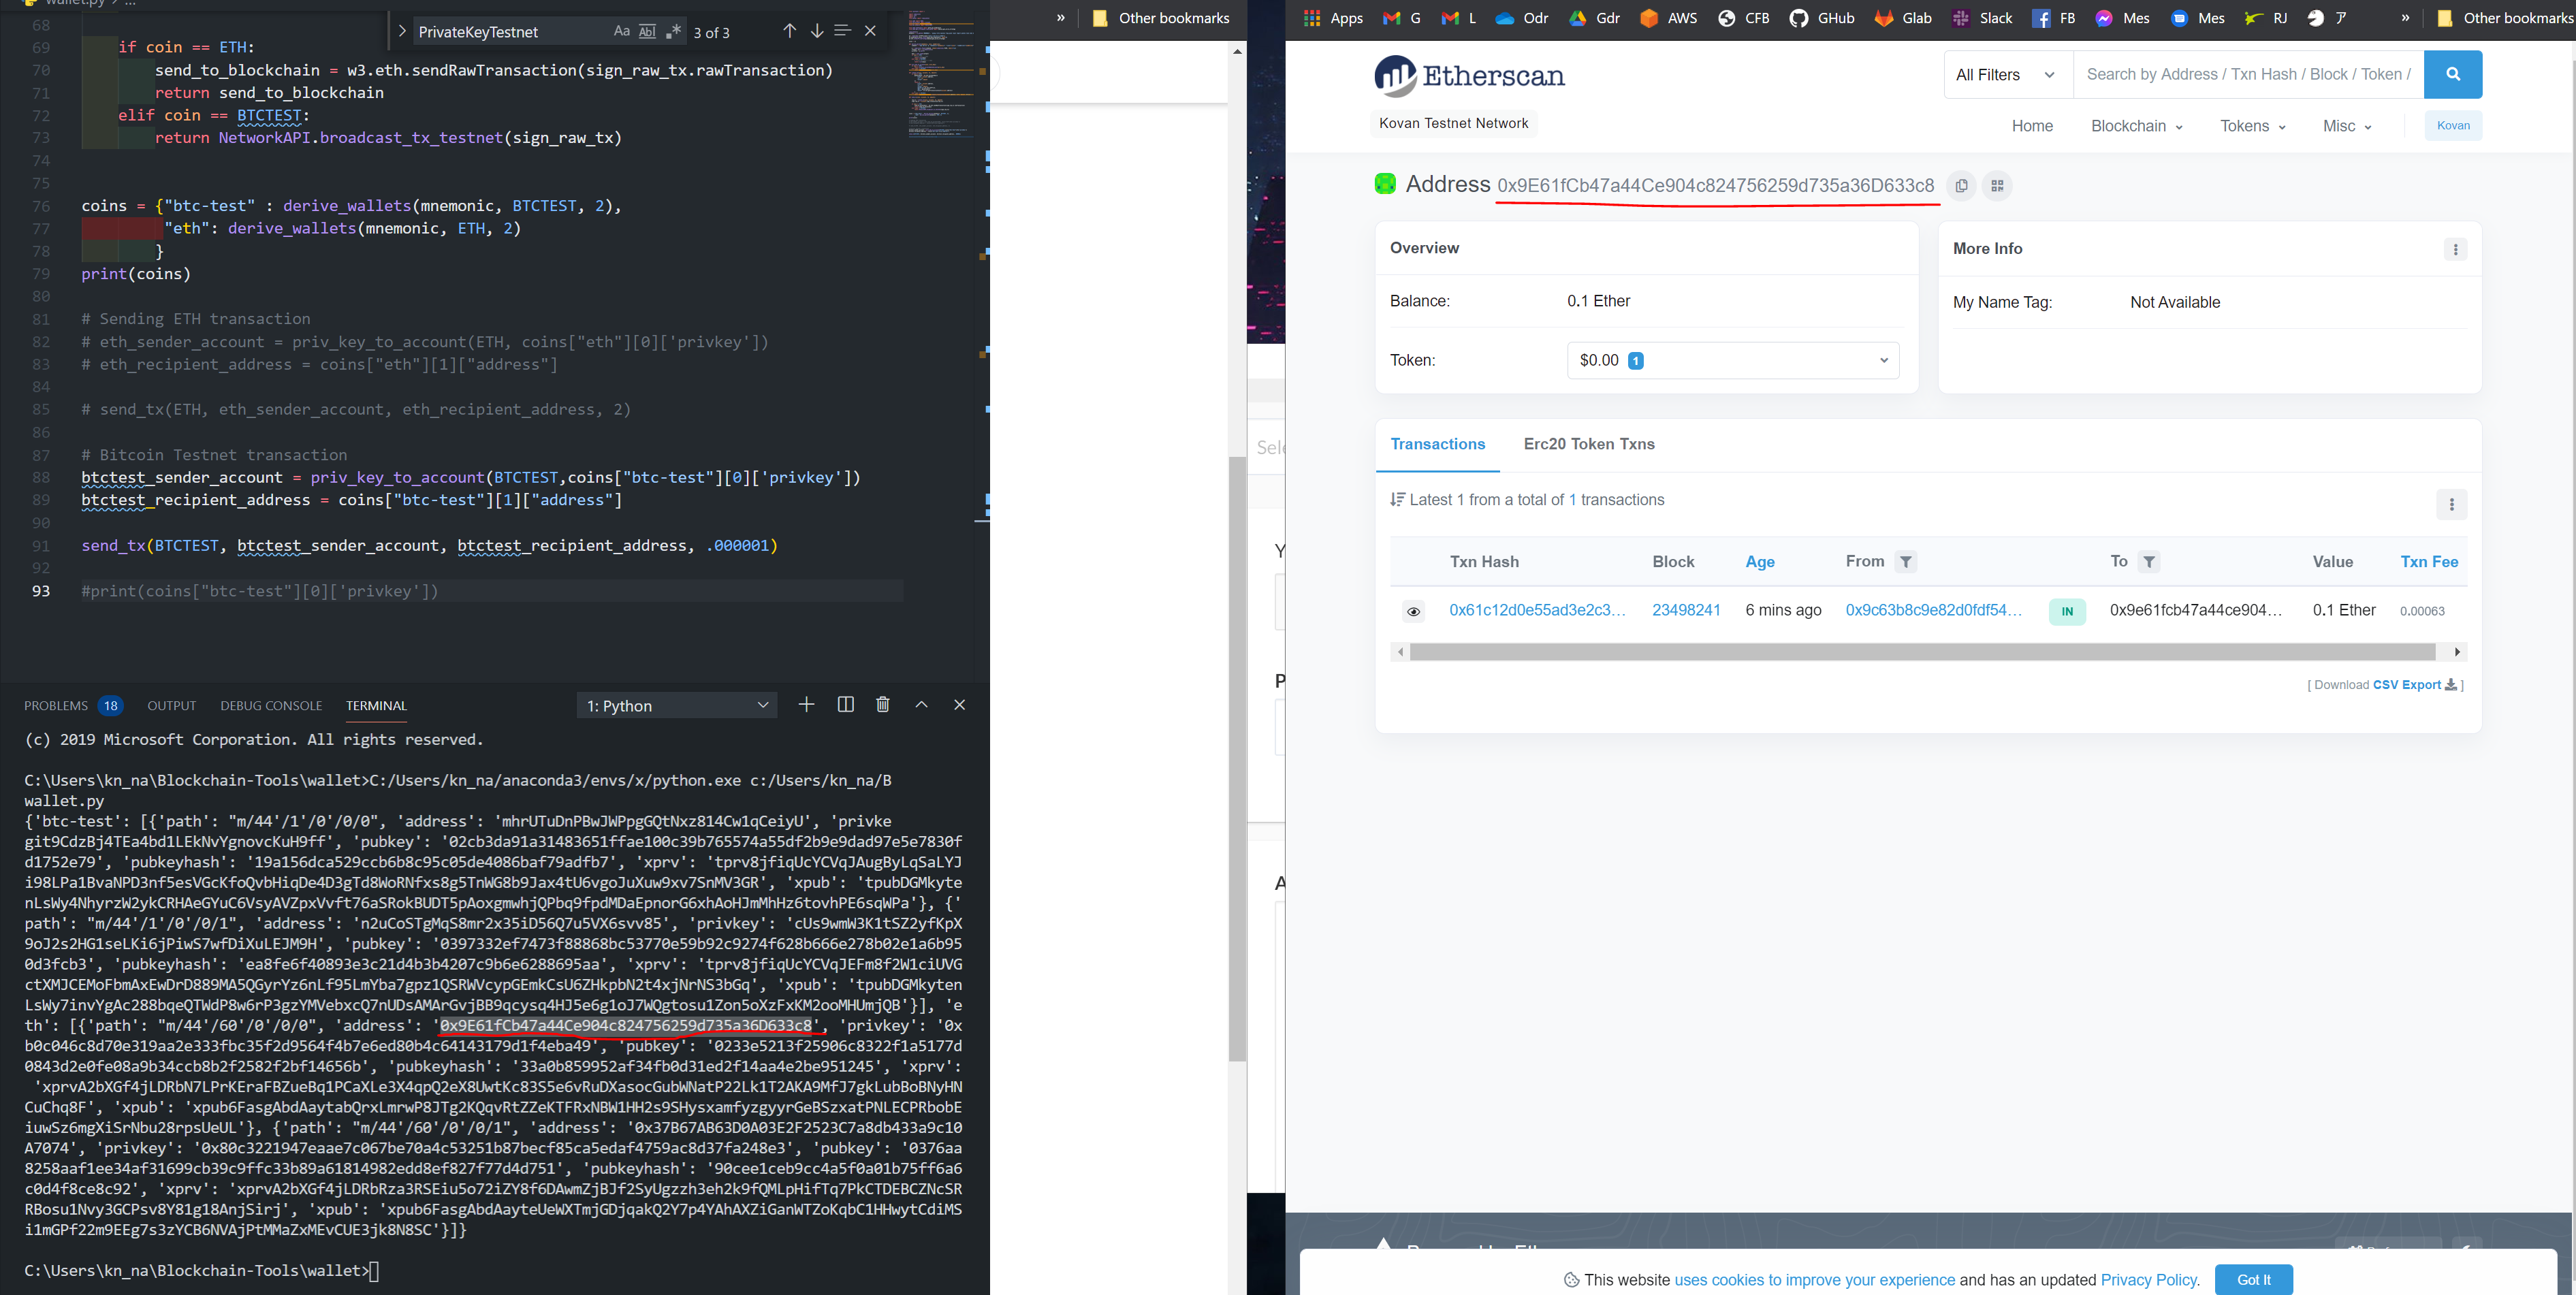 wallet.py > ...
PrivateKeyTestnet Aa Abl .* 3 of 3
68
69 if coin == ETH:
70 send_to_blockchain = w3.eth.sendRawTransaction(sign_raw_tx.rawTransaction)
71 return send_to_blockchain
72 elif coin == BTCTEST:
73 return NetworkAPI.broadcast_tx_testnet(sign_raw_tx)
74
75
76 coins = {"btc-test" : derive_wallets(mnemonic, BTCTEST, 2),
77 "eth": derive_wallets(mnemonic, ETH, 2)
78 }
79 print(coins)
80
81 # Sending ETH transaction
82 # eth_sender_account = priv_key_to_account(ETH, coins["eth"][0]['privkey'])
83 # eth_recipient_address = coins["eth"][1]["address"]
84
85 # send_tx(ETH, eth_sender_account, eth_recipient_address, 2)
86
87 # Bitcoin Testnet transaction
88 btctest_sender_account = priv_key_to_account(BTCTEST,coins["btc-test"][0]['privkey'])
89 btctest_recipient_address = coins["btc-test"][1]["address"]
90
91 send_tx(BTCTEST, btctest_sender_account, btctest_recipient_address, .000001)
92
93 #print(coins["btc-test"][0]['privkey'])
PROBLEMS 18 OUTPUT DEBUG CONSOLE TERMINAL 1: Python
(c) 2019 Microsoft Corporation. All rights reserved.
C:\Users\kn_na\Blockchain-Tools\wallet>C:/Users/kn_na/anaconda3/envs/x/python.exe c:/Users/kn_na/B
wallet.py
{'btc-test': [{'path': "m/44'/1'/0'/0/0", 'address': 'mhrUTuDnPBwJWPpgGQtNxz814Cw1qCeiyU', 'privke
git9CdzBj4TEa4bd1LEkNvYgnovcKuH9ff', 'pubkey': '02cb3da91a31483651ffae100c39b765574a55df2b9e9dad97e5e7830f
d1752e79', 'pubkeyhash': '19a156dca529ccb6b8c95c05de4086baf79adfb7', 'xprv': 'tprv8jfiqUcYCVqJAugByLqSaLYJ
i98LPa1BvaNPD3nf5esVGcKfoQvbHiqDe4D3gTd8WoRNfxs8g5TnWG8b9Jax4tU6vgoJuXuw9xv7SnMV3GR', 'xpub': 'tpubDGMkyte
nLsWy4NhyrzW2ykCRHAeGYuC6VsyAVZpxVvft76aSRokBUDT5pAoxgmwhjQPbq9fpdMDaEpnorG6xhAoHJmMhHz6tovhPE6sqWPa'}, {'
path': "m/44'/1'/0'/0/1", 'address': 'n2uCoSTgMqS8mr2x35iD56Q7u5VX6svv85', 'privkey': 'cUs9wmW3K1tSZ2yfKpX
9oJ2s2HG1seLKi6jPiwS7wfDiXuLEJM9H', 'pubkey': '0397332ef7473f88868bc53770e59b92c9274f628b666e278b02e1a6b95
0d3fcb3', 'pubkeyhash': 'ea8fe6f40893e3c21d4b3b4207c9b6e6288695aa', 'xprv': 'tprv8jfiqUcYCVqJEFm8f2W1ciUVG
ctXMJCEMoFbmAxEwDrD889MA5QGyrYz6nLf95LmYba7gpz1QSRWVcypGEmkCsU6ZHkpbN2t4xjNrNS3bGq', 'xpub': 'tpubDGMkyten
LsWy7invYgAc288bqeQTWdP8w6rP3gzYMVebxcQ7nUDsAMArGvjBB9qcysq4HJ5e6g1oJ7WQgtosu1Zon5oXzFxKM2ooMHUmjQB'}], 'e
th': [{'path': "m/44'/60'/0'/0/0", 'address': '0x9E61fCb47a44Ce904c824756259d735a36D633c8', 'privkey': '0x
b0c046c8d70e319aa2e333fbc35f2d9564f4b7e6ed80b4c64143179d1f4eba49', 'pubkey': '0233e5213f25906c8322f1a5177d
0843d2e0fe08a9b34ccb8b2f2582f2bf14656b', 'pubkeyhash': '33a0b859952af34fb0d31ed2f14aa4e2be951245', 'xprv':
'xprvA2bXGf4jLDRbN7LPrKEraFBZueBq1PCaXLe3X4qpQ2eX8UwtKc83S5e6vRuDXasocGubWNatP22Lk1T2AKA9MfJ7gkLubBoBNyHN
CuChq8F', 'xpub': 'xpub6FasgAbdAaytabQrxLmrwP8JTg2KQqvRtZZeKTFRxNBW1HH2s9SHysxamfyzgyyrGeBSzxatPNLECPRbobE
iuwSz6mgXiSrNbu28rpsUeUL'}, {'path': "m/44'/60'/0'/0/1", 'address': '0x37B67AB63D0A03E2F2523C7a8db433a9c10
A7074', 'privkey': '0x80c3221947eaae7c067be70a4c53251b87becf85ca5edaf4759ac8d37fa248e3', 'pubkey': '0376aa
8258aaf1ee34af31699cb39c9ffc33b89a61814982edd8ef827f77d4d751', 'pubkeyhash': '90cee1ceb9cc4a5f0a01b75ff6a6
c0d4f8ce8c92', 'xprv': 'xprvA2bXGf4jLDRbRza3RSEiu5o72iZY8f6DAwmZjBJf2SyUgzzh3eh2k9fQMLpHifTq7PkCTDEBCZNcSR
RBosu1Nvy3GCPsv8Y81g18AnjSirj', 'xpub': 'xpub6FasgAbdAayteUeWXTmjGDjqakQ2Y7p4YAhAXZiGanWTZoKqbC1HHwytCdiMS
i1mGPf22m9EEg7s3zYCB6NVAjPtMMaZxMEvCUE3jk8N8SC'}]}
C:\Users\kn_na\Blockchain-Tools\wallet>
» Other bookmarks
Sele
Y
P
A
Apps G L Odr Gdr AWS CFB GHub Glab Slack FB Mes Mes RJ ア » Other bookmarks
Etherscan
All Filters Search by Address / Txn Hash / Block / Token /
Kovan Testnet Network
Home Blockchain Tokens Misc Kovan
Address 0x9E61fCb47a44Ce904c824756259d735a36D633c8
Overview
Balance: 0.1 Ether
Token: $0.00 1
More Info
My Name Tag: Not Available
Transactions Erc20 Token Txns
Latest 1 from a total of 1 transactions
Txn Hash Block Age From To Value Txn Fee
0x61c12d0e55ad3e2c3... 23498241 6 mins ago 0x9c63b8c9e82d0fdf54... IN 0x9e61fcb47a44ce904... 0.1 Ether 0.00063
[ Download CSV Export ]
This website uses cookies to improve your experience and has an updated Privacy Policy. Got It